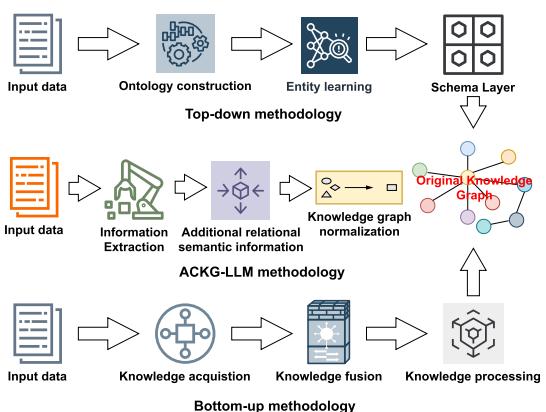 Input data
Ontology construction
Entity learning
Schema Layer
Top-down methodology
Input data
Information
Extraction
Additional relational
semantic information
Knowledge graph
normalization
Original Knowledge
Graph
ACKG-LLM methodology
Input data
Knowledge acquistion
Knowledge fusion
Knowledge processing
Bottom-up methodology